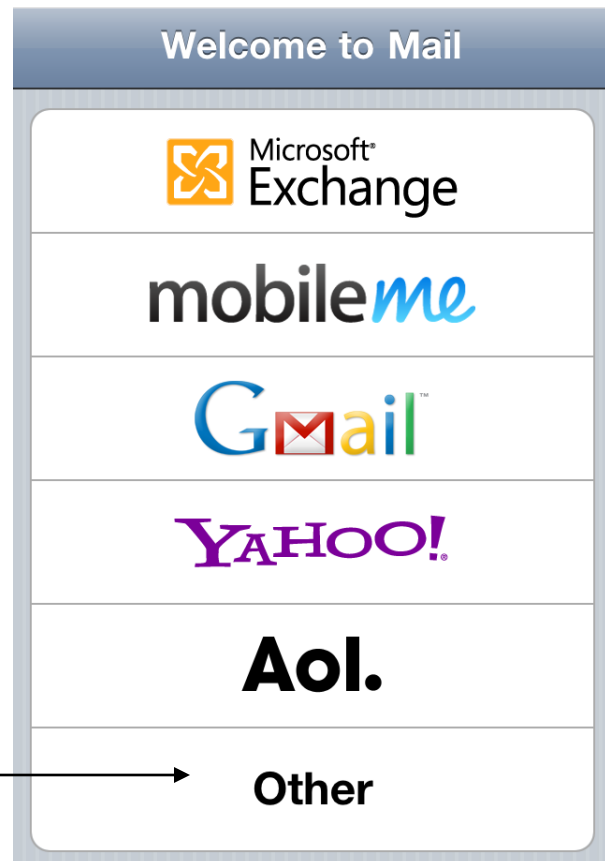 Welcome to Mail
Microsoft®
Exchange
mobileme
Gmail™
YAHOO!®
Aol.
Other